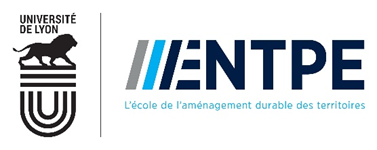 UNIVERSITÉ
DE LYON
ENTPE
L'école de l'aménagement durable des territoires